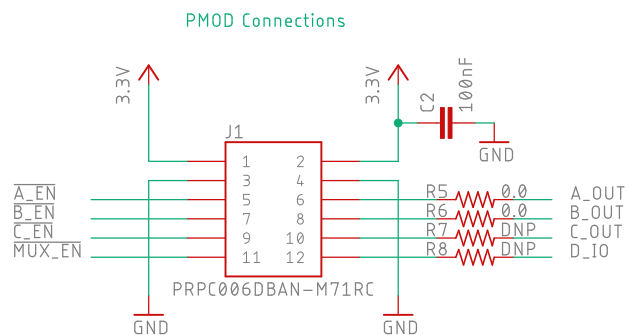 PMOD Connections
3.3V
3.3V
C2
100nF
GND
J1
1 2
3 4
5 6
7 8
9 10
11 12
A_EN
B_EN
C_EN
MUX_EN
R5 0.0 A_OUT
R6 0.0 B_OUT
R7 DNP C_OUT
R8 DNP D_IO
PRPC006DBAN-M71RC
GND
GND